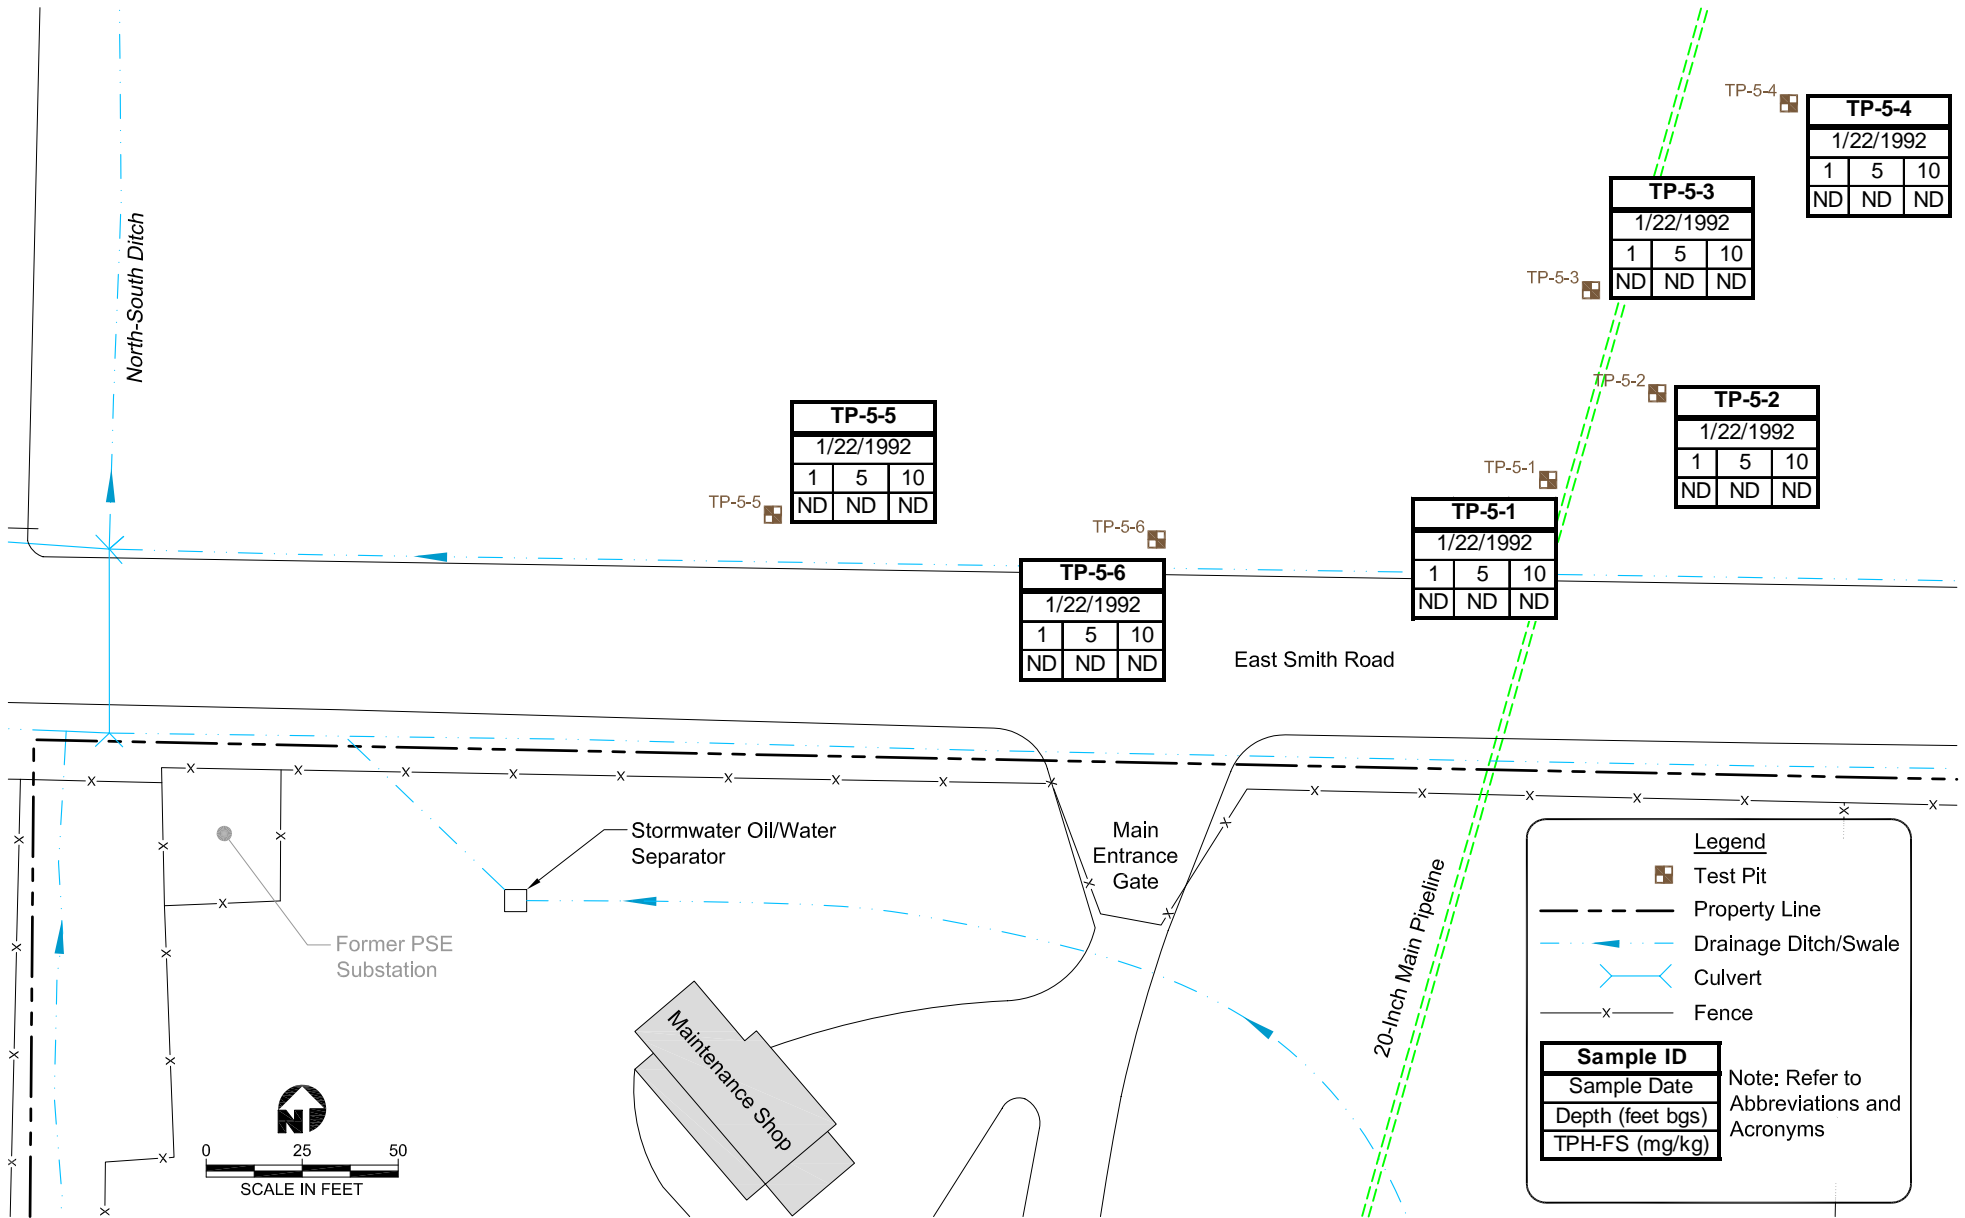 TP-5-4
TP-5-4
1/22/1992
1 5 10
ND ND ND
TP-5-3
1/22/1992
1 5 10
ND ND ND
TP-5-3
North-South Ditch
TP-5-2
TP-5-2
1/22/1992
1 5 10
ND ND ND
TP-5-5
1/22/1992
1 5 10
ND ND ND
TP-5-5
TP-5-1
TP-5-1
1/22/1992
1 5 10
ND ND ND
TP-5-6
TP-5-6
1/22/1992
1 5 10
ND ND ND
East Smith Road
Stormwater Oil/Water
Separator
Main
Entrance
Gate
Former PSE
Substation
Maintenance Shop
20-Inch Main Pipeline
N
0 25 50
SCALE IN FEET
Legend
Test Pit
Property Line
Drainage Ditch/Swale
Culvert
Fence
Sample ID
Sample Date
Depth (feet bgs)
TPH-FS (mg/kg)
Note: Refer to
Abbreviations and
Acronyms